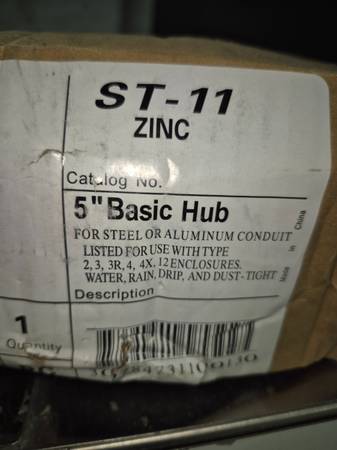 ST-11
ZINC
Catalog No.
5" Basic Hub
FOR STEEL OR ALUMINUM CONDUIT
LISTED FOR USE WITH TYPE
2, 3, 3R, 4, 4X, 12 ENCLOSURES.
WATER, RAIN, DRIP, AND DUST-TIGHT
Description
Made in China
1
Quantity